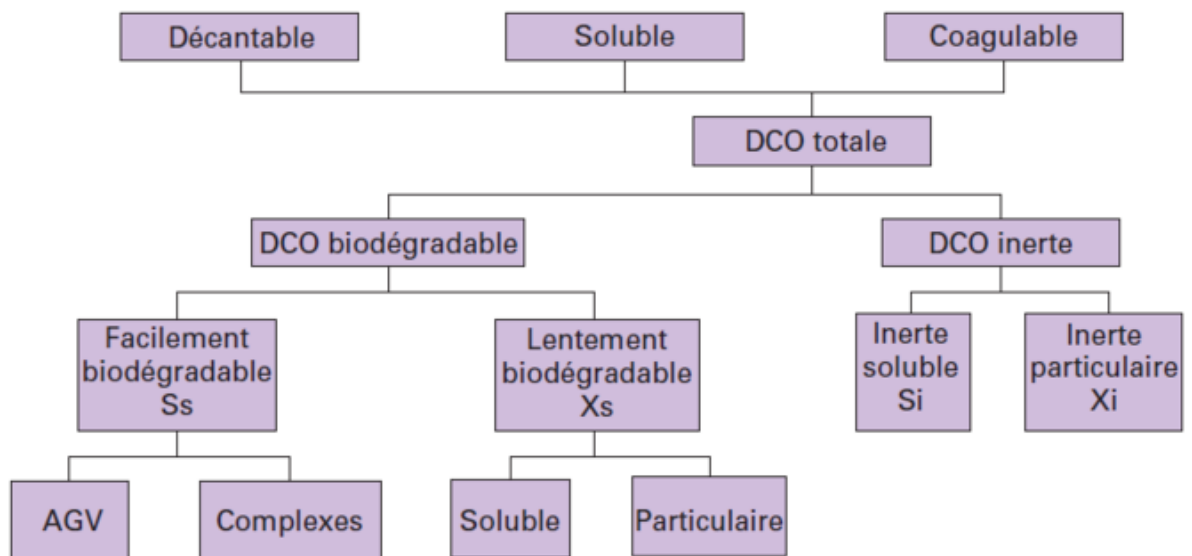 Décantable
Soluble
Coagulable
DCO totale
DCO biodégradable
DCO inerte
Facilement
biodégradable
Ss
Lentement
biodégradable
Xs
Inerte
soluble
Si
Inerte
particulaire
Xi
AGV
Complexes
Soluble
Particulaire